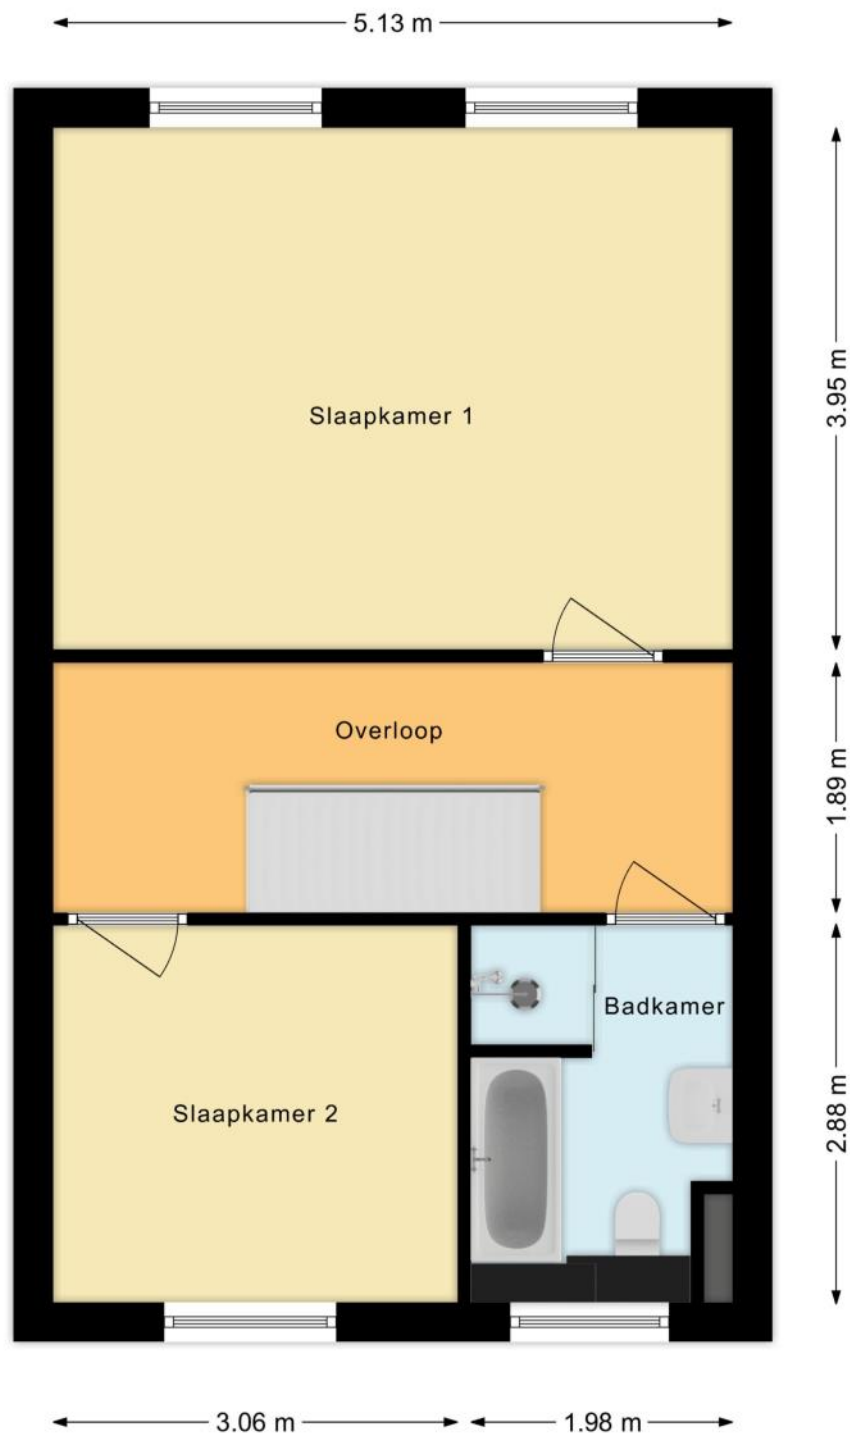 5.13 m
Slaapkamer 1
3.95 m
Overloop
1.89 m
Badkamer
Slaapkamer 2
2.88 m
3.06 m
1.98 m